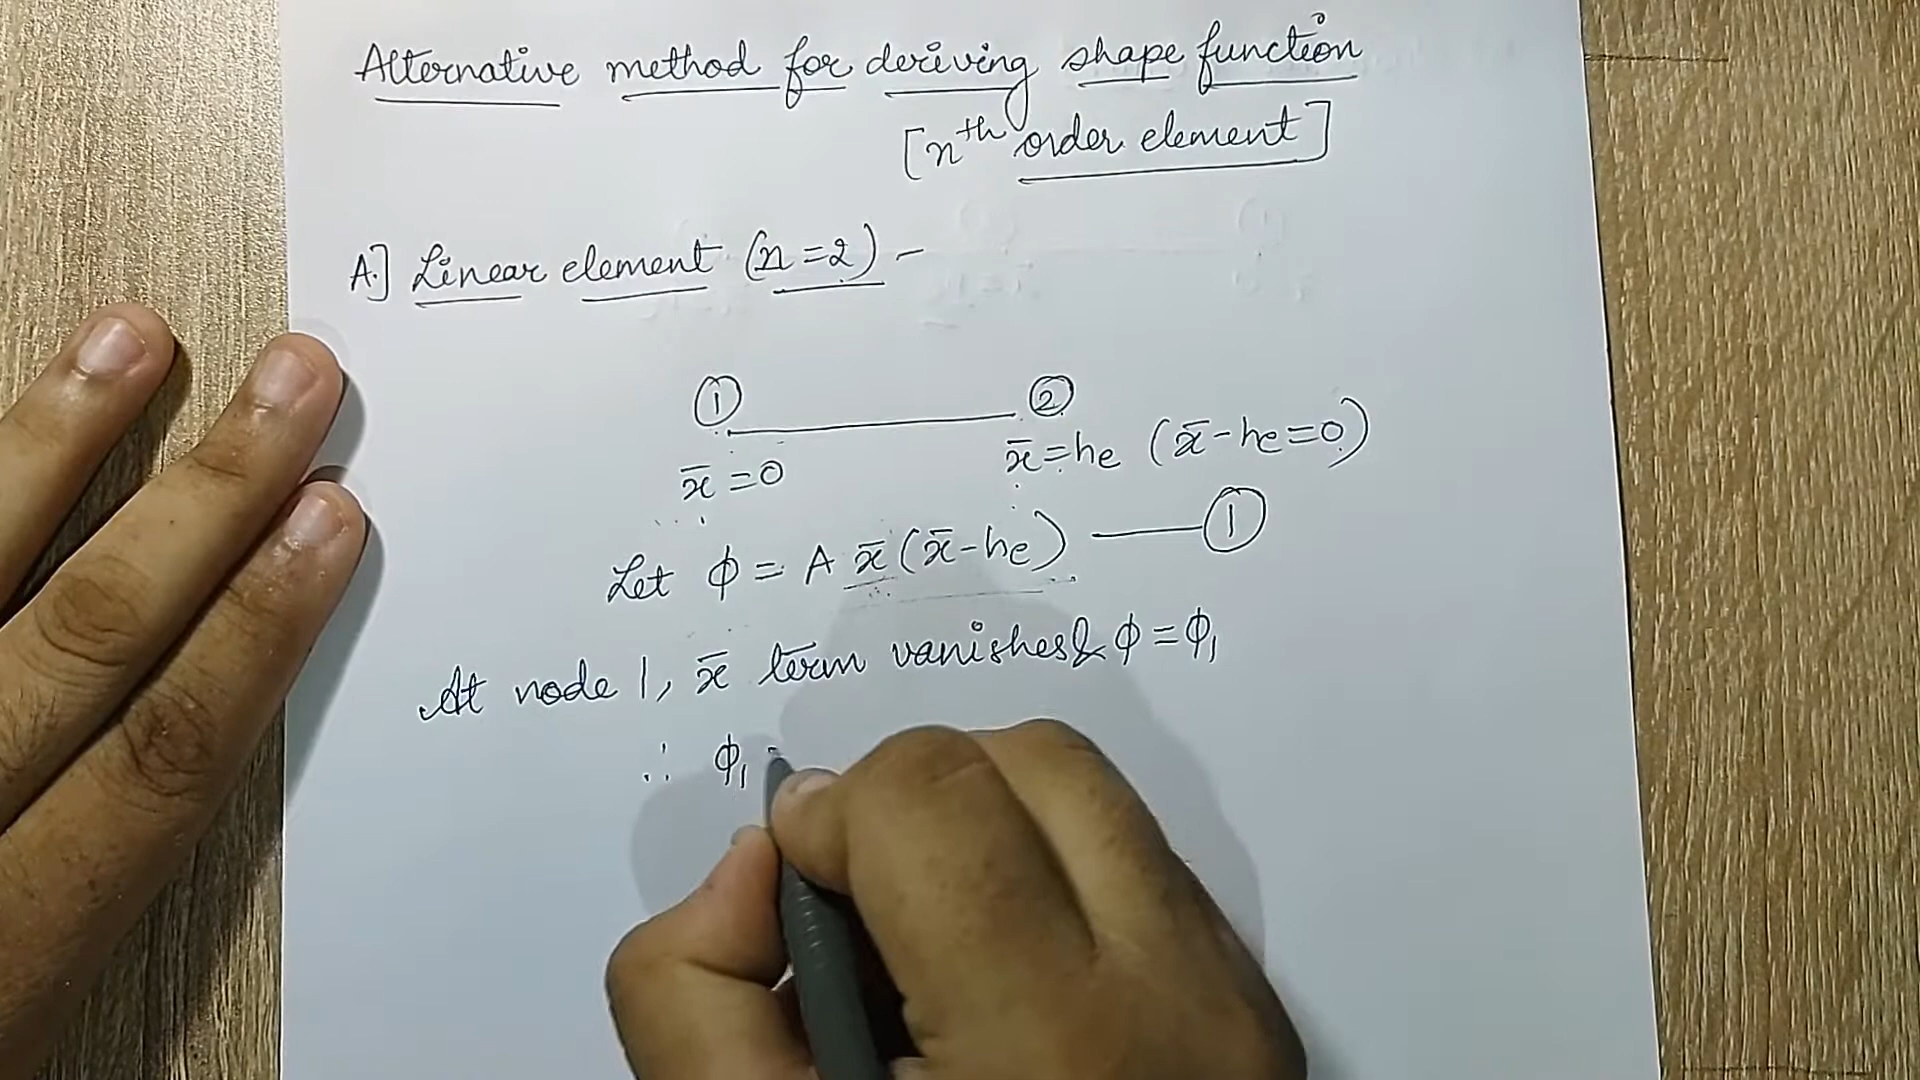 Alternative method for deriving shape function
[nᵗʰ order element]
A.] Linear element (n=2) -
① ②
x̄=0 x̄=he (x̄-he=0)
Let ϕ = A x̄(x̄-he) — ①
At node 1, x̄ term vanishes & ϕ=ϕ₁
∴ ϕ₁